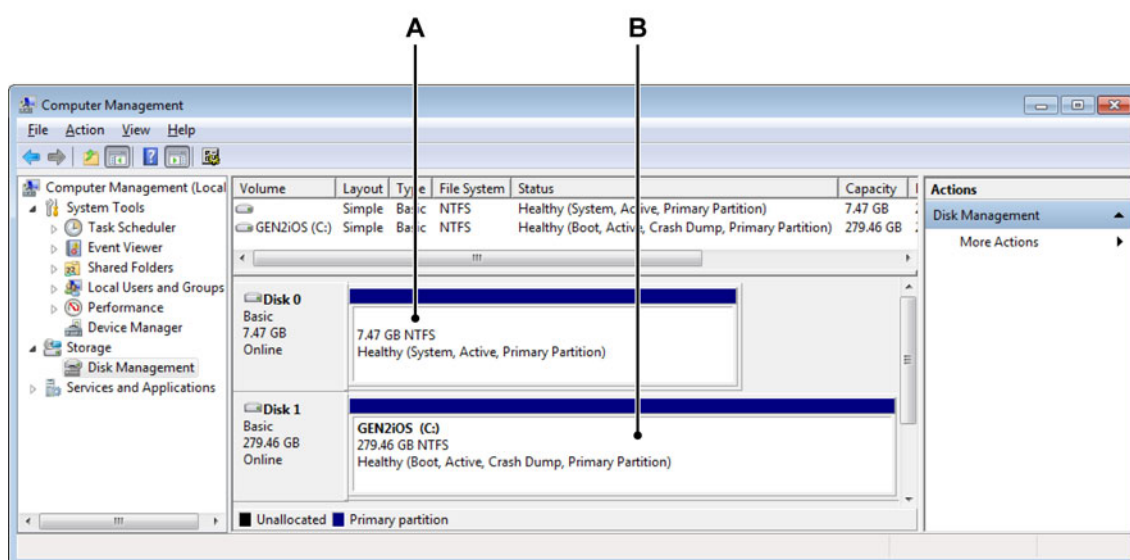 A B
Computer Management
File Action View Help
Computer Management (Local
System Tools
Task Scheduler
Event Viewer
Shared Folders
Local Users and Groups
Performance
Device Manager
Storage
Disk Management
Services and Applications
Volume Layout Type File System Status Capacity
Simple Basic NTFS Healthy (System, Active, Primary Partition) 7.47 GB
GEN2iOS (C:) Simple Basic NTFS Healthy (Boot, Active, Crash Dump, Primary Partition) 279.46 GB
Disk 0
Basic
7.47 GB
Online
7.47 GB NTFS
Healthy (System, Active, Primary Partition)
Disk 1
Basic
279.46 GB
Online
GEN2iOS (C:)
279.46 GB NTFS
Healthy (Boot, Active, Crash Dump, Primary Partition)
Unallocated Primary partition
Actions
Disk Management
More Actions